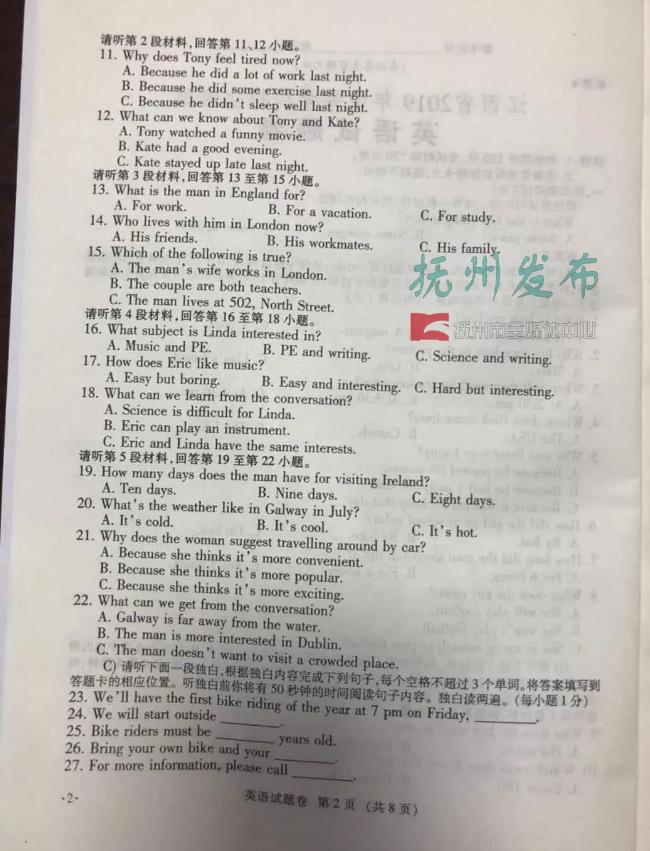 请听第2段材料,回答第11、12小题。
11. Why does Tony feel tired now?
A. Because he did a lot of work last night.
B. Because he did some exercise last night.
C. Because he didn't sleep well last night.
12. What can we know about Tony and Kate?
A. Tony watched a funny movie.
B. Kate had a good evening.
C. Kate stayed up late last night.
请听第3段材料,回答第13至第15小题。
13. What is the man in England for?
A. For work. B. For a vacation. C. For study.
14. Who lives with him in London now?
A. His friends. B. His workmates. C. His family.
15. Which of the following is true?
A. The man's wife works in London.
B. The couple are both teachers.
C. The man lives at 502, North Street.
抚州发布
抚州市全媒体中心
请听第4段材料,回答第16至第18小题。
16. What subject is Linda interested in?
A. Music and PE. B. PE and writing. C. Science and writing.
17. How does Eric like music?
A. Easy but boring. B. Easy and interesting. C. Hard but interesting.
18. What can we learn from the conversation?
A. Science is difficult for Linda.
B. Eric can play an instrument.
C. Eric and Linda have the same interests.
请听第5段材料,回答第19至第22小题。
19. How many days does the man have for visiting Ireland?
A. Ten days. B. Nine days. C. Eight days.
20. What's the weather like in Galway in July?
A. It's cold. B. It's cool. C. It's hot.
21. Why does the woman suggest travelling around by car?
A. Because she thinks it's more convenient.
B. Because she thinks it's more popular.
C. Because she thinks it's more exciting.
22. What can we get from the conversation?
A. Galway is far away from the water.
B. The man is more interested in Dublin.
C. The man doesn't want to visit a crowded place.
C) 请听下面一段独白,根据独白内容完成下列句子,每个空格不超过3个单词。将答案填写到
答题卡的相应位置。听独白前你将有50秒钟的时间阅读句子内容。独白读两遍。(每小题1分)
23. We'll have the first bike riding of the year at 7 pm on Friday, ________.
24. We will start outside ________.
25. Bike riders must be ________ years old.
26. Bring your own bike and your ________.
27. For more information, please call ________.
·2· 英语试题卷 第2页 (共8页)